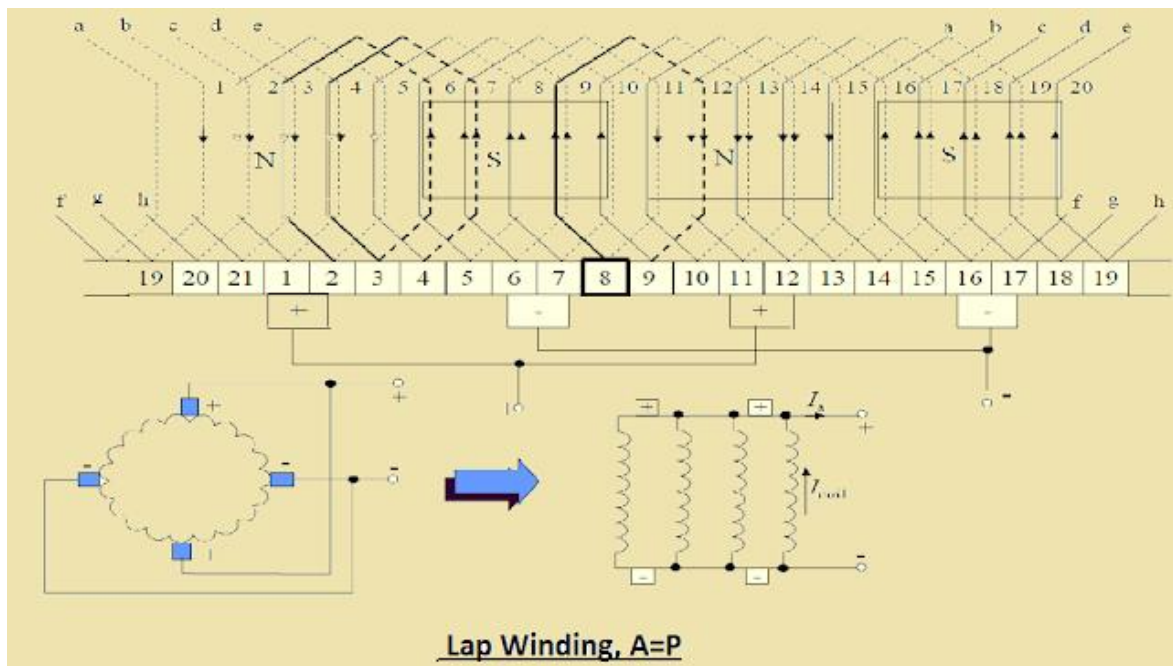 a b c d e a b c d e
1 2 3 4 5 6 7 8 9 10 11 12 13 14 15 16 17 18 19 20
N S N S
f g h f g h
19 20 21 1 2 3 4 5 6 7 8 9 10 11 12 13 14 15 16 17 18 19
+ - + -
+ + + + Ia
+ - +
- - - Icoil
- - -
Lap Winding, A=P